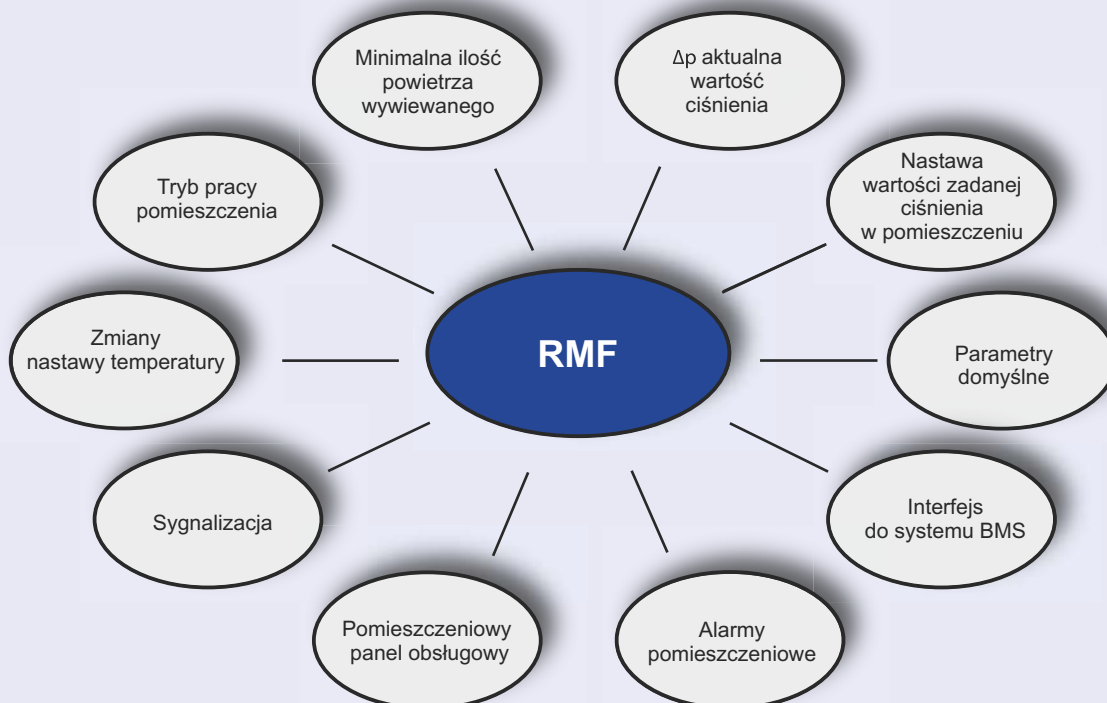 Minimalna ilość
powietrza
wywiewanego
Δp aktualna
wartość
ciśnienia
Tryb pracy
pomieszczenia
Nastawa
wartości zadanej
ciśnienia
w pomieszczeniu
Zmiany
nastawy temperatury
RMF
Parametry
domyślne
Sygnalizacja
Interfejs
do systemu BMS
Pomieszczeniowy
panel obsługowy
Alarmy
pomieszczeniowe